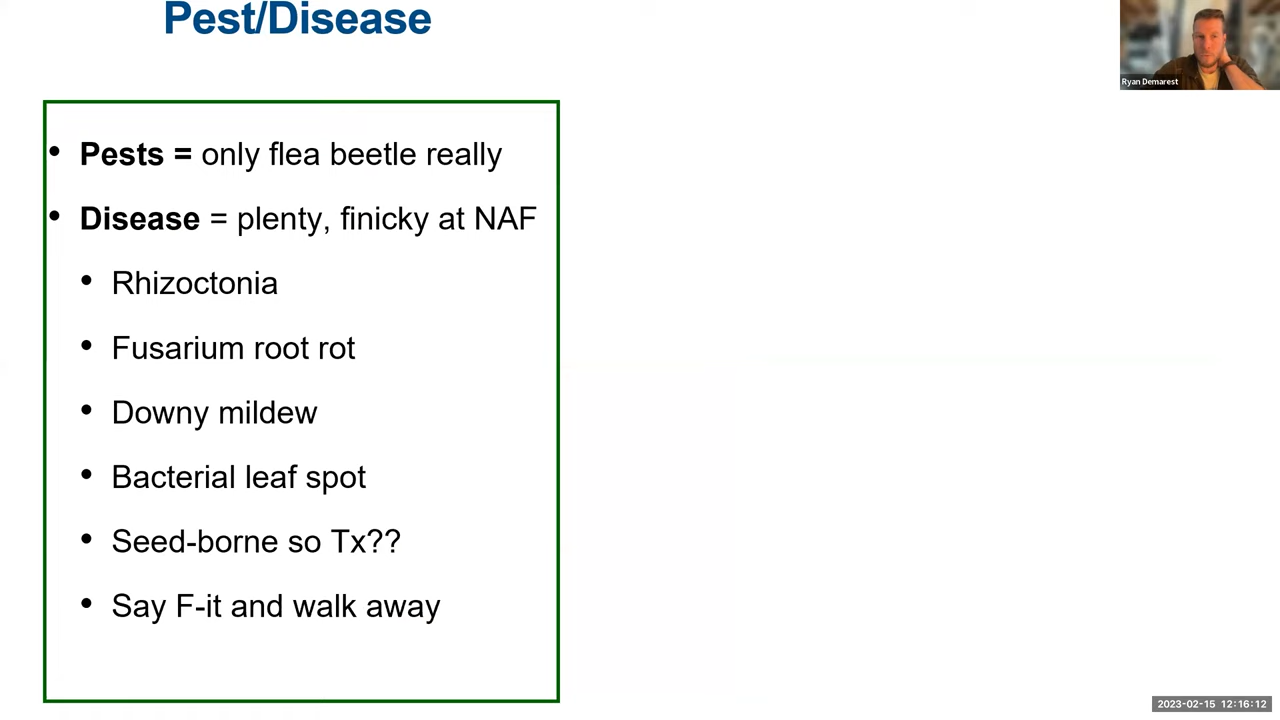 Pest/Disease
Ryan Demarest
• Pests = only flea beetle really
• Disease = plenty, finicky at NAF
• Rhizoctonia
• Fusarium root rot
• Downy mildew
• Bacterial leaf spot
• Seed-borne so Tx??
• Say F-it and walk away
2023-02-15 12:16:12